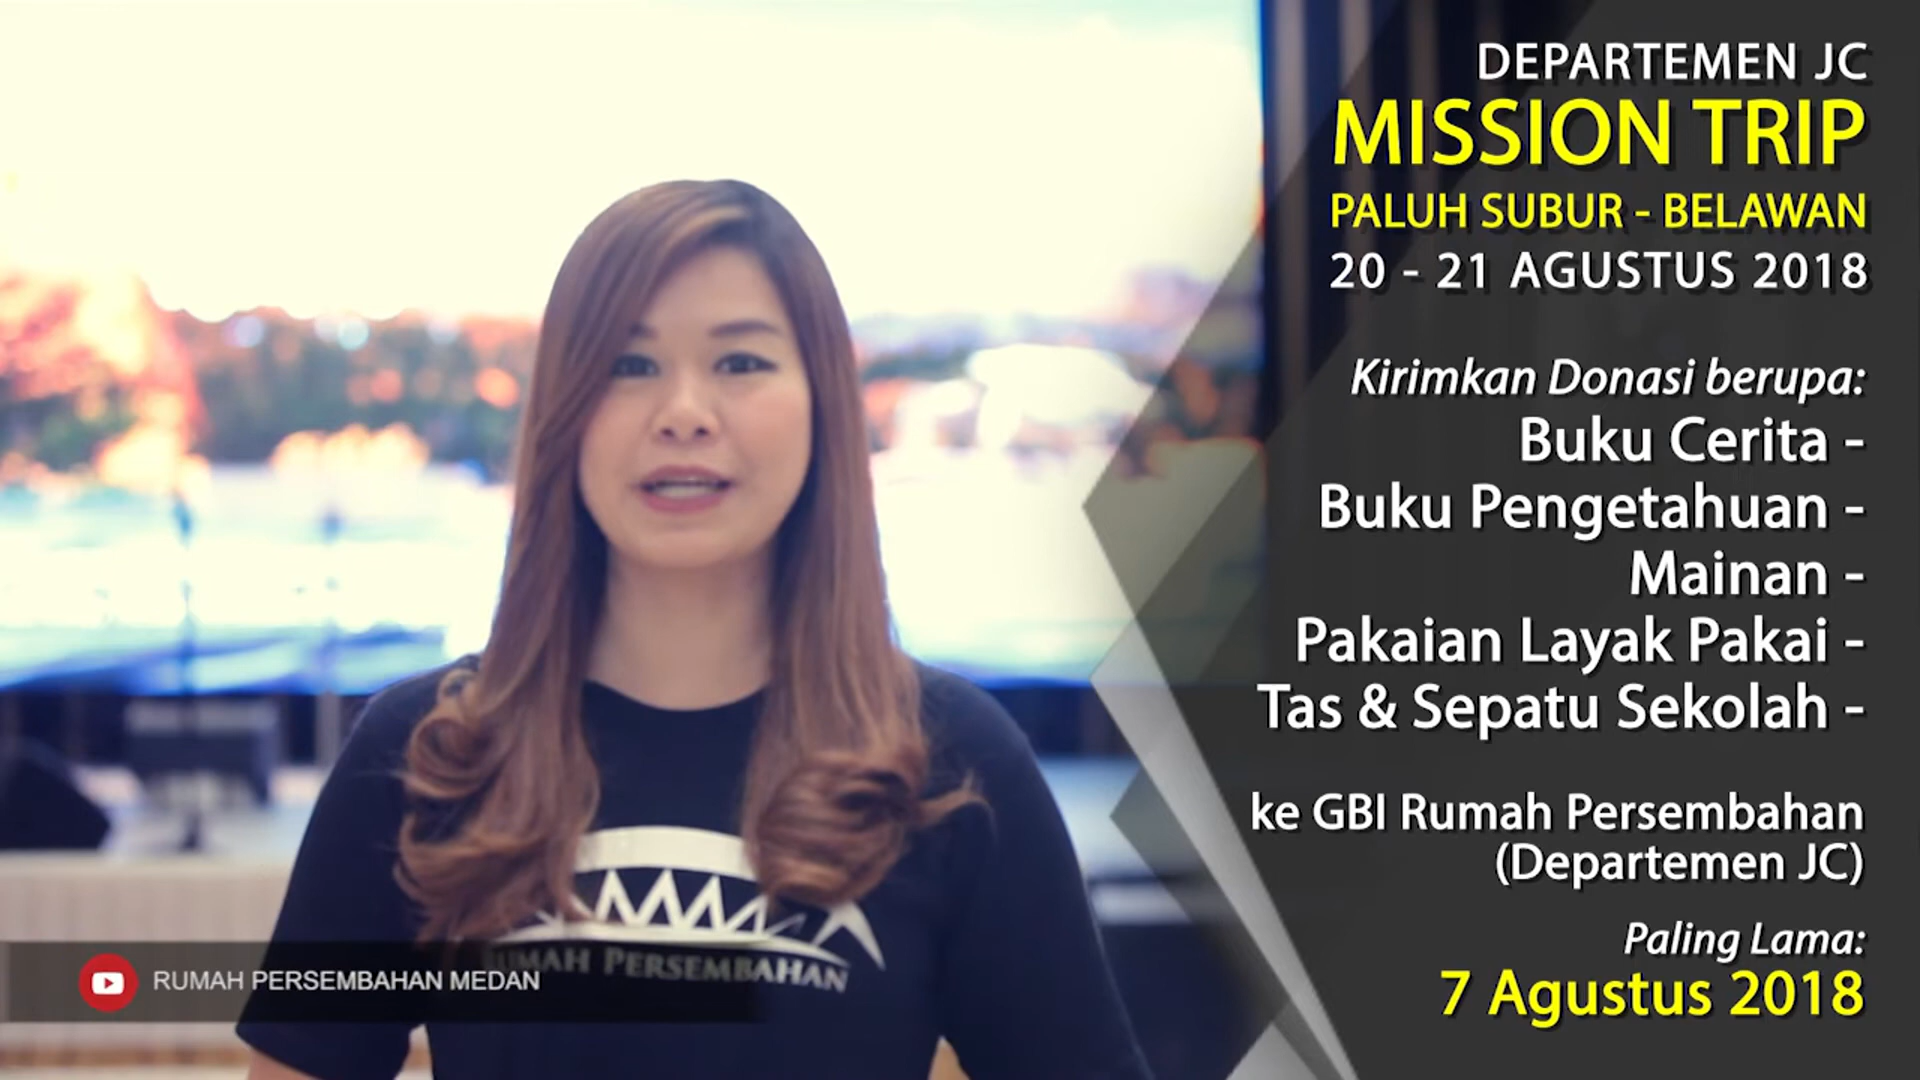 DEPARTEMEN JC
MISSION TRIP
PALUH SUBUR - BELAWAN
20 - 21 AGUSTUS 2018
Kirimkan Donasi berupa:
Buku Cerita -
Buku Pengetahuan -
Mainan -
Pakaian Layak Pakai -
Tas & Sepatu Sekolah -
ke GBI Rumah Persembahan
(Departemen JC)
Paling Lama:
7 Agustus 2018
RUMAH PERSEMBAHAN
RUMAH PERSEMBAHAN MEDAN